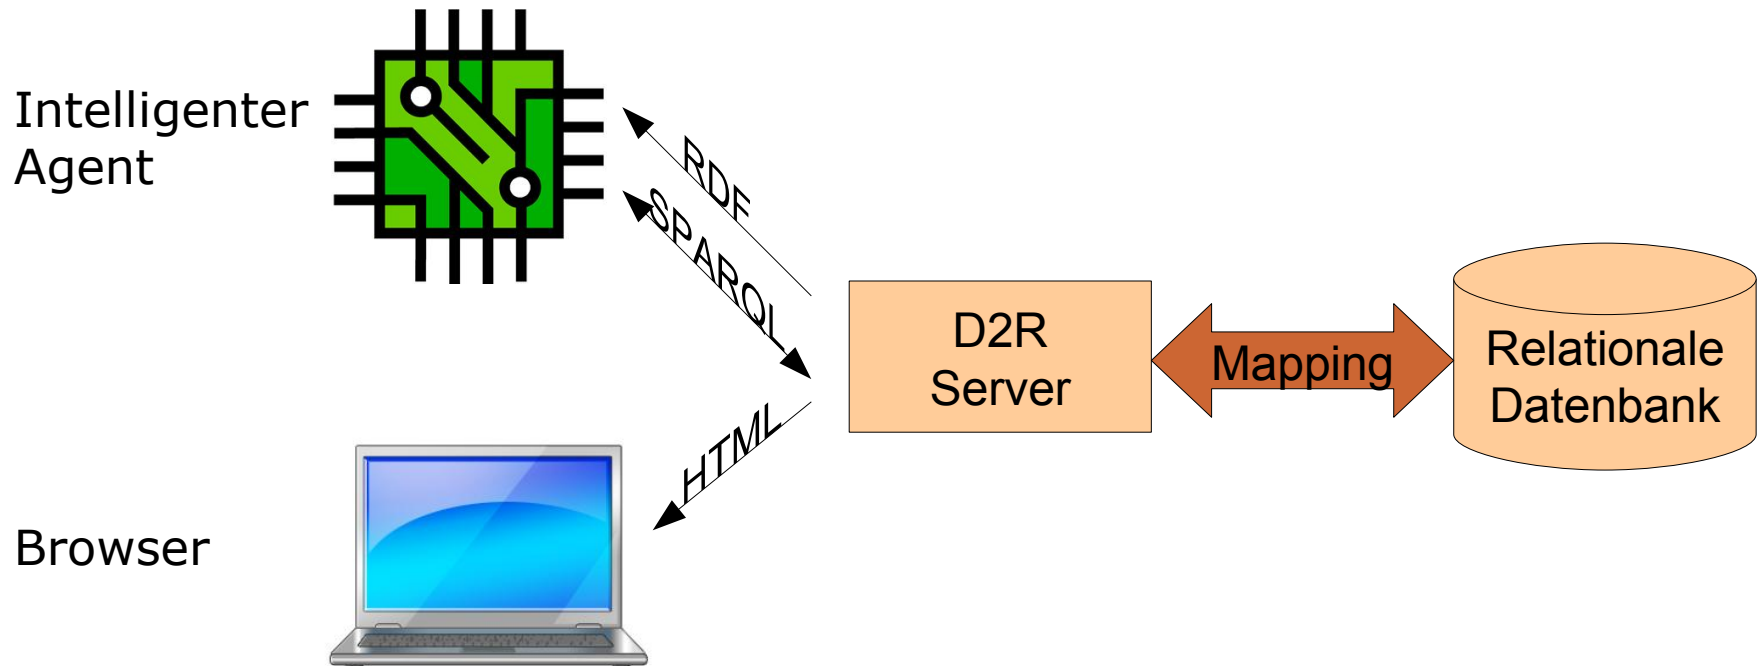 Intelligenter
Agent
RDF
SPARQL
D2R
Server
Mapping
Relationale
Datenbank
HTML
Browser